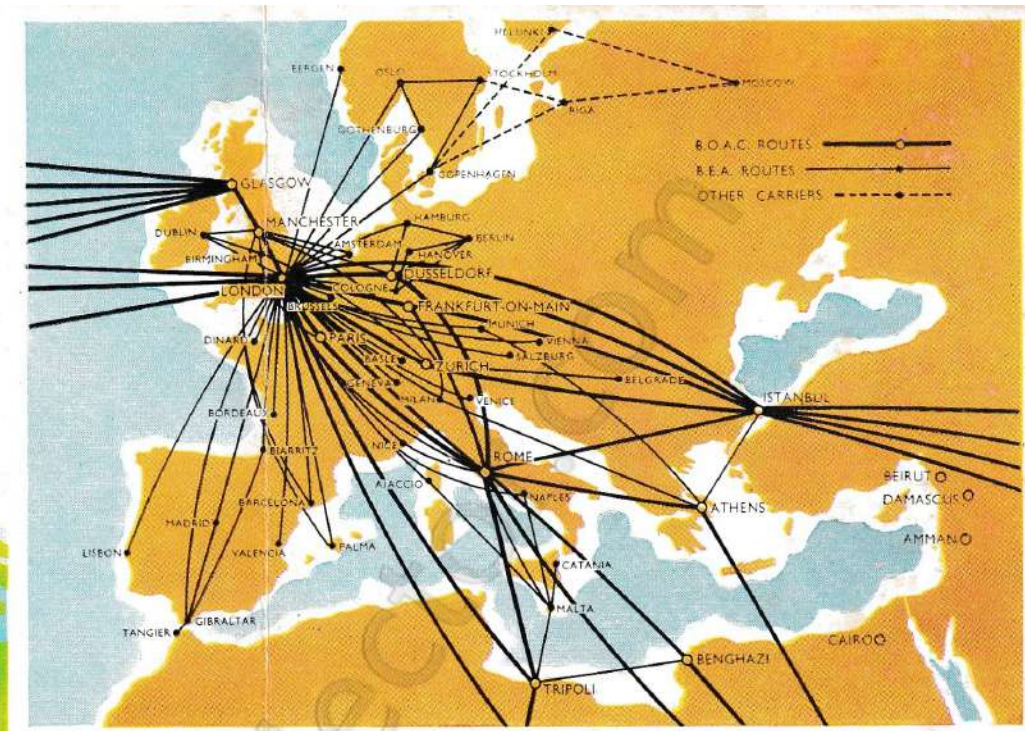 HELSINKI
BERGEN
OSLO
STOCKHOLM
MOSCOW
RIGA
GOTHENBURG
B.O.A.C. ROUTES
B.E.A. ROUTES
COPENHAGEN
OTHER CARRIERS
GLASGOW
MANCHESTER
HAMBURG
DUBLIN
BERLIN
AMSTERDAM
HANOVER
BIRMINGHAM
DUSSELDORF
LONDON
COLOGNE
BRUSSELS
FRANKFURT-ON-MAIN
MUNICH
DINARD
PARIS
VIENNA
SALZBURG
BASLE
ZURICH
GENEVA
BELGRADE
MILAN
VENICE
ISTANBUL
BORDEAUX
NICE
BIARRITZ
ROME
AJACCIO
BEIRUT
NAPLES
DAMASCUS
BARCELONA
ATHENS
MADRID
LISBON
VALENCIA
PALMA
AMMAN
CATANIA
MALTA
GIBRALTAR
TANGIER
CAIRO
BENGHAZI
TRIPOLI